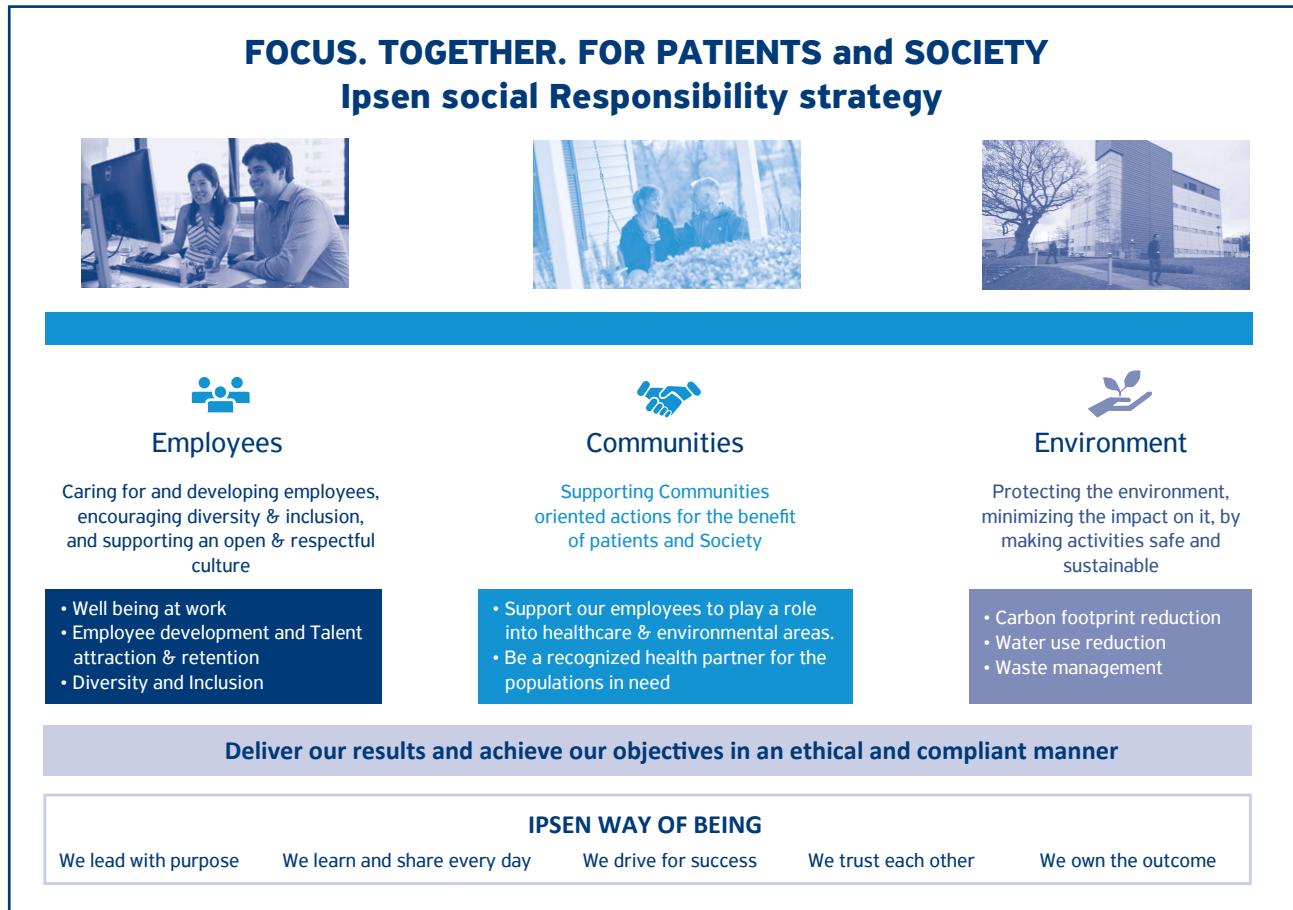 FOCUS. TOGETHER. FOR PATIENTS and SOCIETY
Ipsen social Responsibility strategy
Employees
Caring for and developing employees,
encouraging diversity & inclusion,
and supporting an open & respectful
culture
• Well being at work
• Employee development and Talent
attraction & retention
• Diversity and Inclusion
Communities
Supporting Communities
oriented actions for the benefit
of patients and Society
• Support our employees to play a role
into healthcare & environmental areas.
• Be a recognized health partner for the
populations in need
Environment
Protecting the environment,
minimizing the impact on it, by
making activities safe and
sustainable
• Carbon footprint reduction
• Water use reduction
• Waste management
Deliver our results and achieve our objectives in an ethical and compliant manner
IPSEN WAY OF BEING
We lead with purpose We learn and share every day We drive for success We trust each other We own the outcome